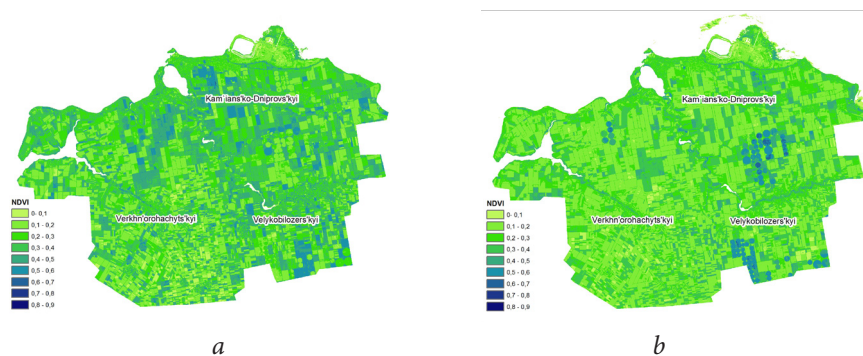 Kam`jians'ko-Dniprovs'kyi
Verkhn'orohachyts'kyi
Velykobilozers'kyi
NDVI
0- 0,1
0,1 - 0,2
0,2 - 0,3
0,3 - 0,4
0,4 - 0,5
0,5 - 0,6
0,6 - 0,7
0,7 - 0,8
0,8 - 0,9
a
Kam`jians'ko-Dniprovs'kyi
Verkhn'orohachyts'kyi
Velykobilozers'kyi
NDVI
0- 0,1
0,1 - 0,2
0,2 - 0,3
0,3 - 0,4
0,4 - 0,5
0,5 - 0,6
0,6 - 0,7
0,7 - 0,8
0,8 - 0,9
b